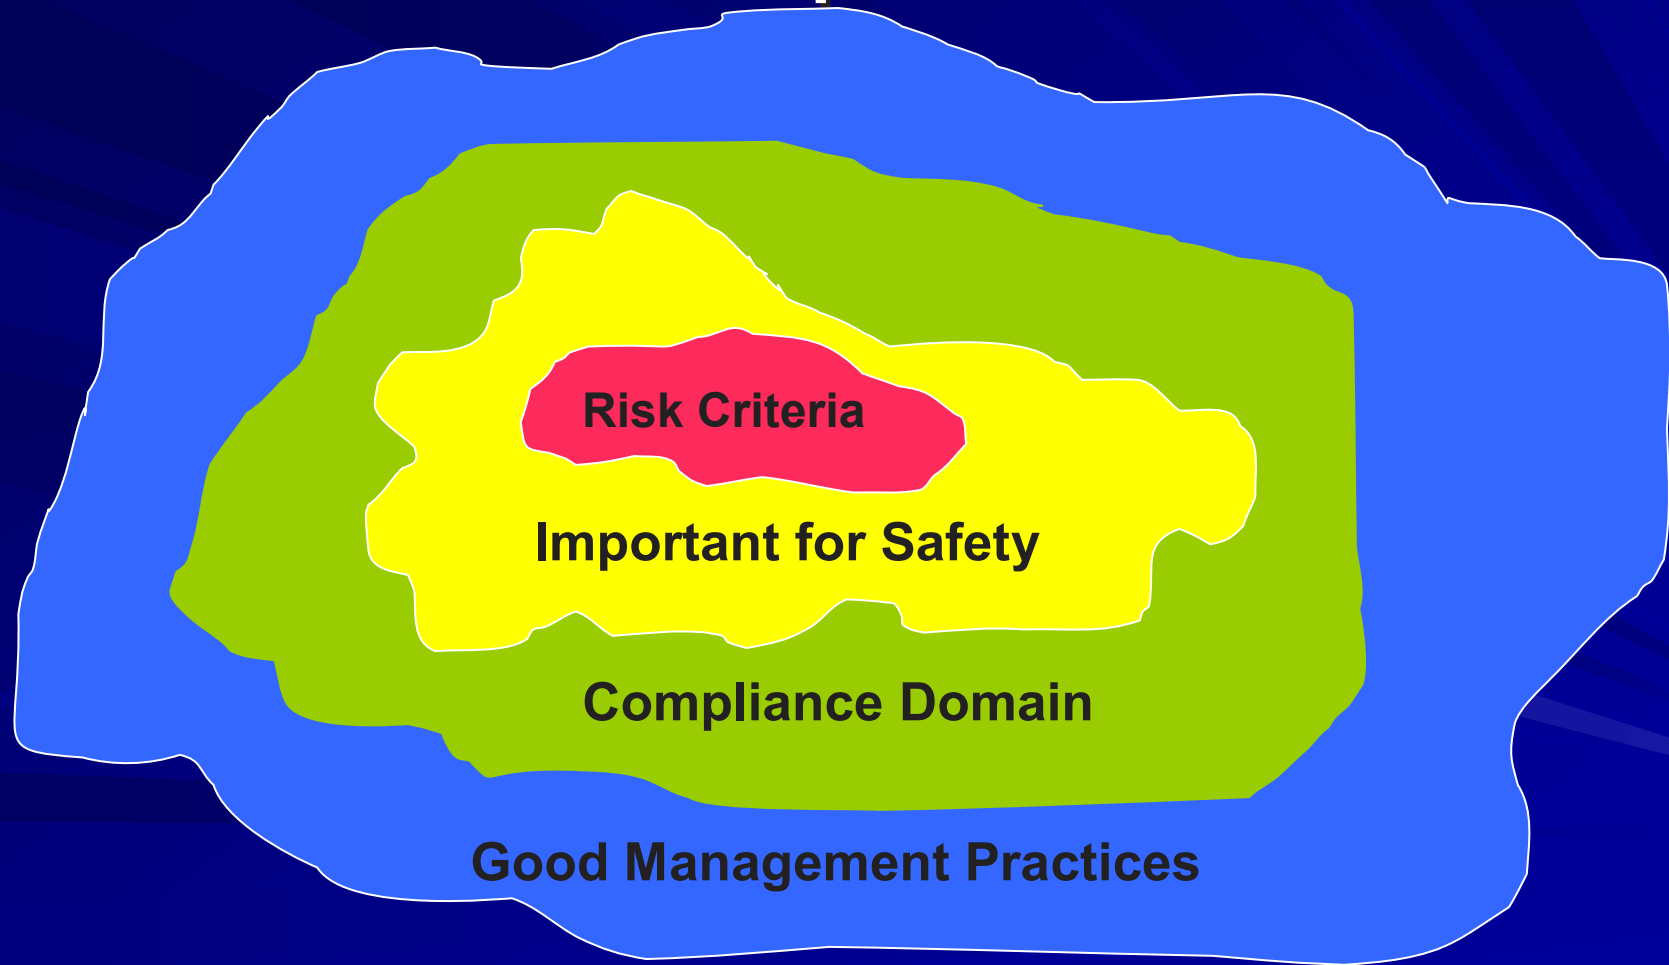 Risk Criteria
Important for Safety
Compliance Domain
Good Management Practices